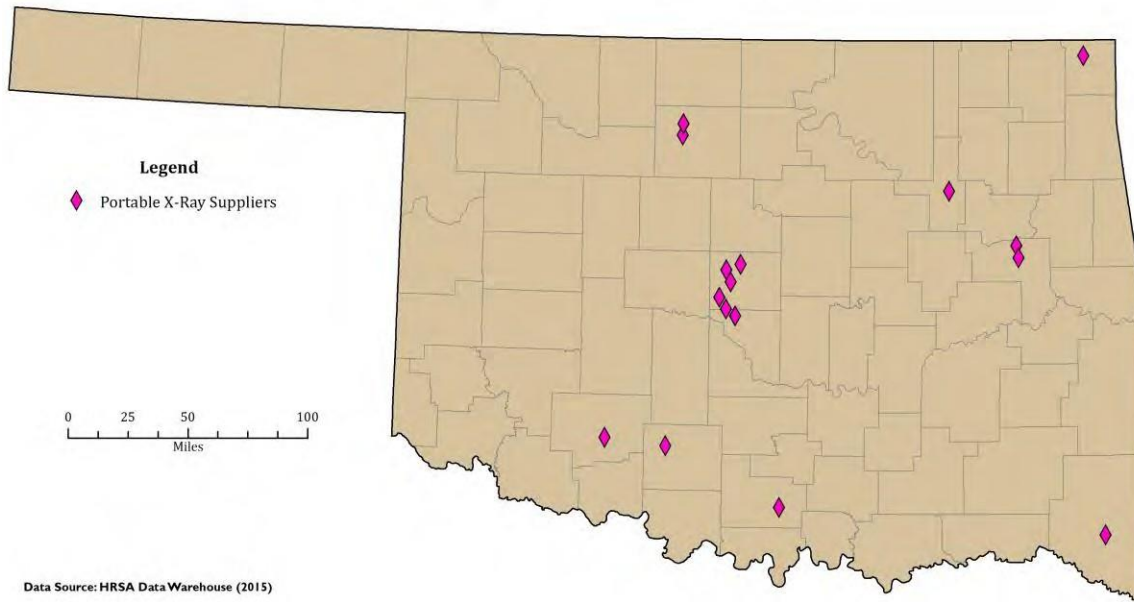 Legend
Portable X-Ray Suppliers
0 25 50 100
Miles
Data Source: HRSA Data Warehouse (2015)